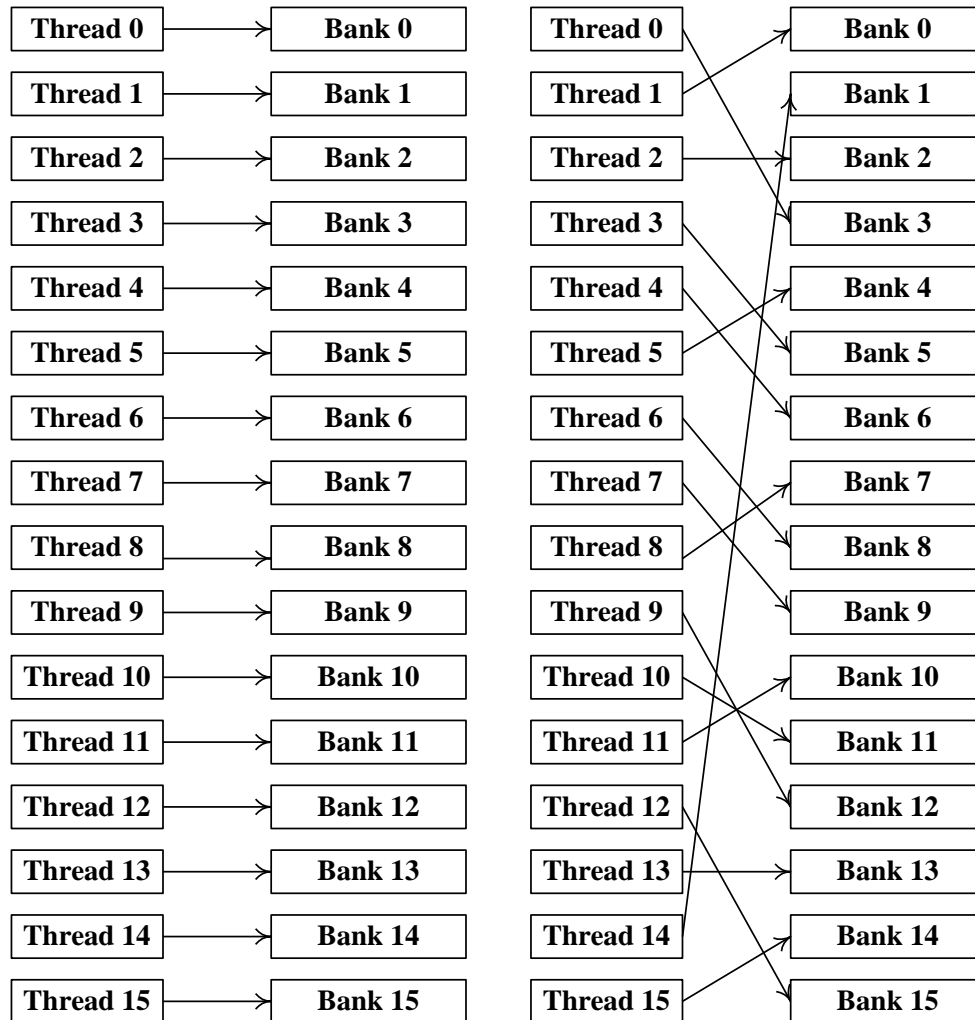 Thread 0 Bank 0 Thread 0 Bank 0
Thread 1 Bank 1 Thread 1 Bank 1
Thread 2 Bank 2 Thread 2 Bank 2
Thread 3 Bank 3 Thread 3 Bank 3
Thread 4 Bank 4 Thread 4 Bank 4
Thread 5 Bank 5 Thread 5 Bank 5
Thread 6 Bank 6 Thread 6 Bank 6
Thread 7 Bank 7 Thread 7 Bank 7
Thread 8 Bank 8 Thread 8 Bank 8
Thread 9 Bank 9 Thread 9 Bank 9
Thread 10 Bank 10 Thread 10 Bank 10
Thread 11 Bank 11 Thread 11 Bank 11
Thread 12 Bank 12 Thread 12 Bank 12
Thread 13 Bank 13 Thread 13 Bank 13
Thread 14 Bank 14 Thread 14 Bank 14
Thread 15 Bank 15 Thread 15 Bank 15